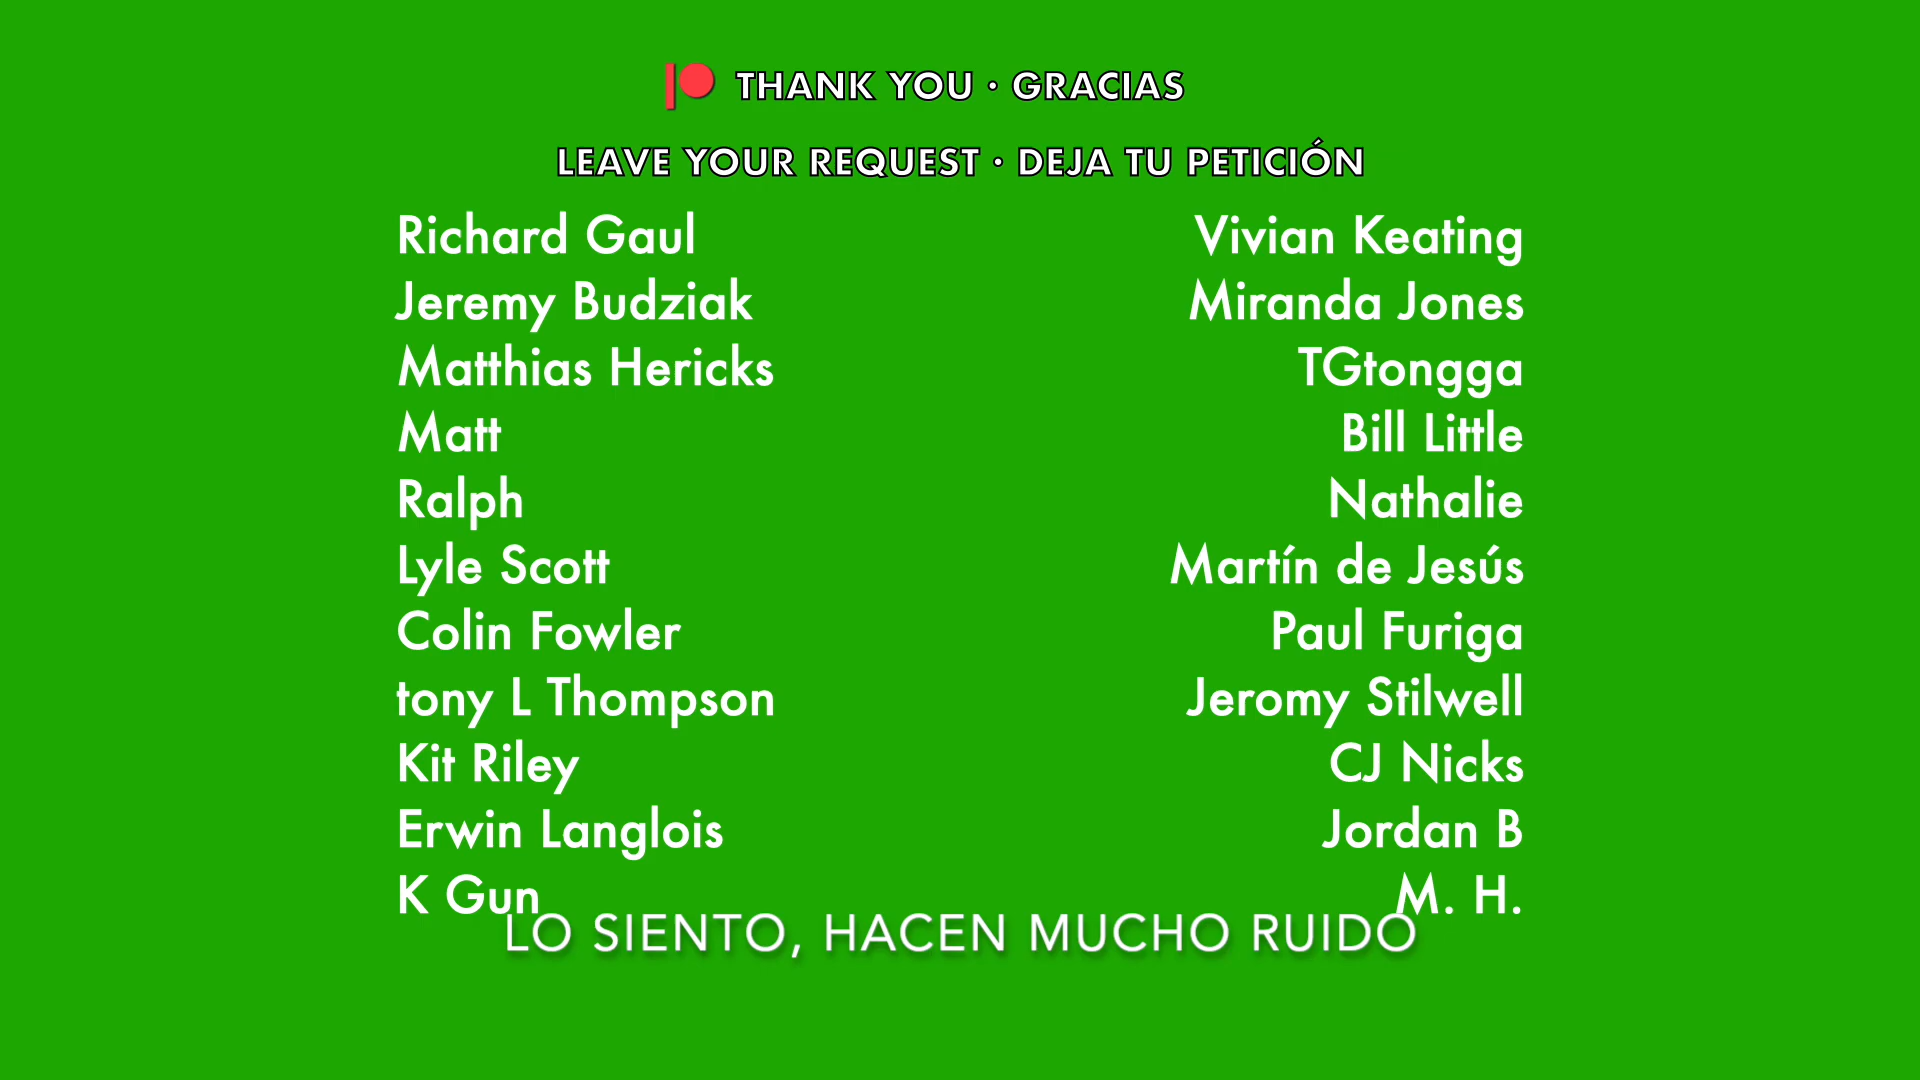 THANK YOU · GRACIAS
LEAVE YOUR REQUEST · DEJA TU PETICIÓN
Richard Gaul
Vivian Keating
Jeremy Budziak
Miranda Jones
Matthias Hericks
TGtongga
Matt
Bill Little
Ralph
Nathalie
Lyle Scott
Martín de Jesús
Colin Fowler
Paul Furiga
tony L Thompson
Jeromy Stilwell
Kit Riley
CJ Nicks
Erwin Langlois
Jordan B
K Gun
M. H.
LO SIENTO, HACEN MUCHO RUIDO